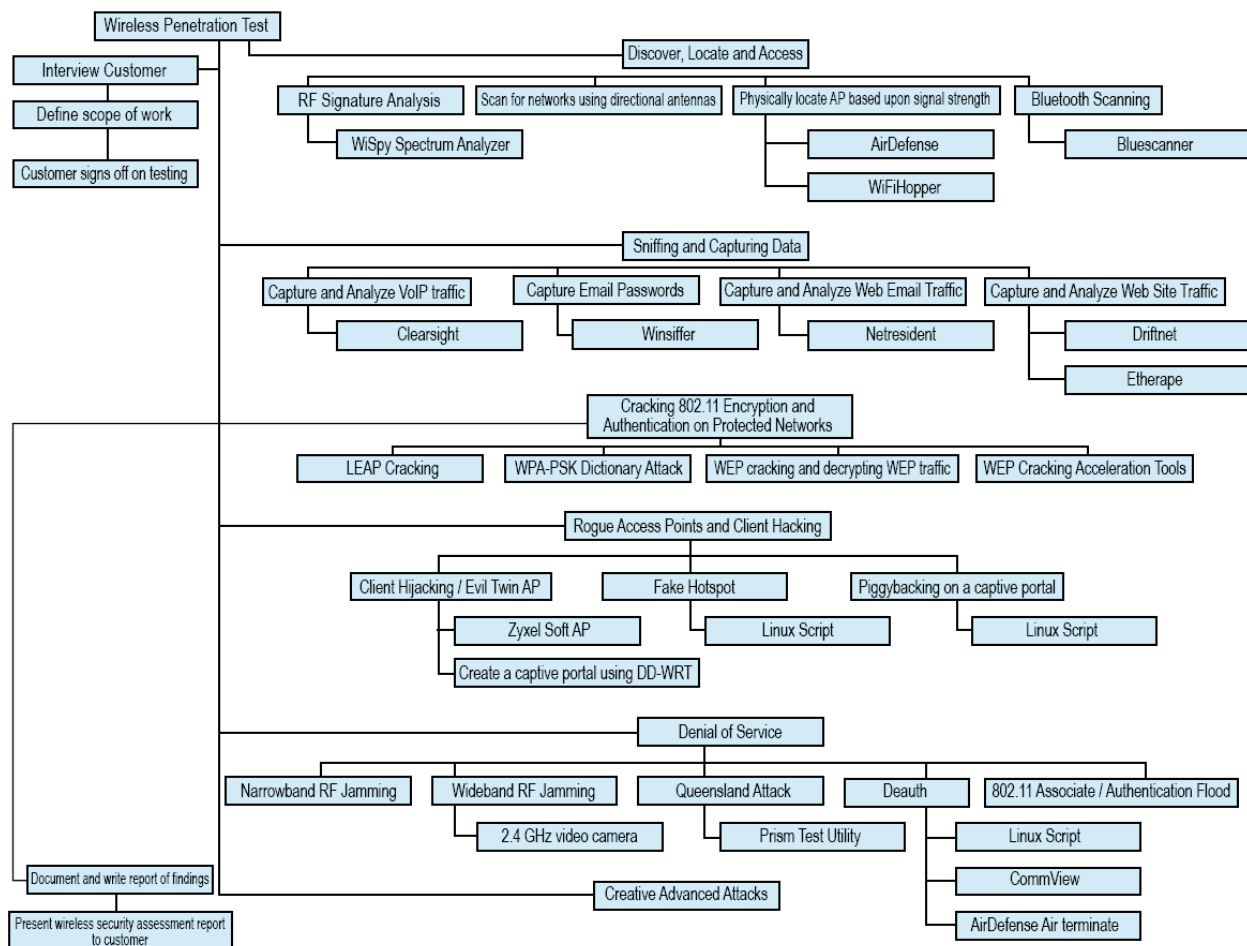 Wireless Penetration Test
Interview Customer
Define scope of work
Customer signs off on testing
Discover, Locate and Access
RF Signature Analysis
WiSpy Spectrum Analyzer
Scan for networks using directional antennas
Physically locate AP based upon signal strength
AirDefense
WiFiHopper
Bluetooth Scanning
Bluescanner
Sniffing and Capturing Data
Capture and Analyze VoIP traffic
Clearsight
Capture Email Passwords
Winsiffer
Capture and Analyze Web Email Traffic
Netresident
Capture and Analyze Web Site Traffic
Driftnet
Etherape
Cracking 802.11 Encryption and
Authentication on Protected Networks
LEAP Cracking
WPA-PSK Dictionary Attack
WEP cracking and decrypting WEP traffic
WEP Cracking Acceleration Tools
Rogue Access Points and Client Hacking
Client Hijacking / Evil Twin AP
Zyxel Soft AP
Create a captive portal using DD-WRT
Fake Hotspot
Linux Script
Piggybacking on a captive portal
Linux Script
Denial of Service
Narrowband RF Jamming
Wideband RF Jamming
2.4 GHz video camera
Queensland Attack
Prism Test Utility
Deauth
Linux Script
CommView
AirDefense Air terminate
802.11 Associate / Authentication Flood
Creative Advanced Attacks
Document and write report of findings
Present wireless security assessment report
to customer